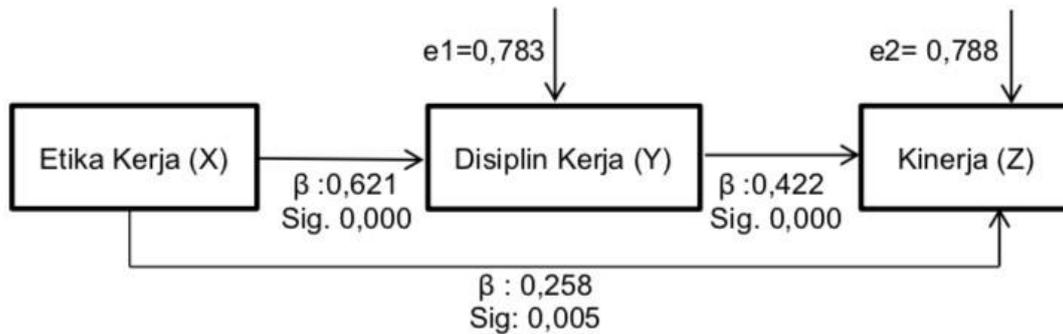 e1=0,783
e2= 0,788
Etika Kerja (X)
Disiplin Kerja (Y)
Kinerja (Z)
β :0,621
Sig. 0,000
β :0,422
Sig. 0,000
β : 0,258
Sig: 0,005